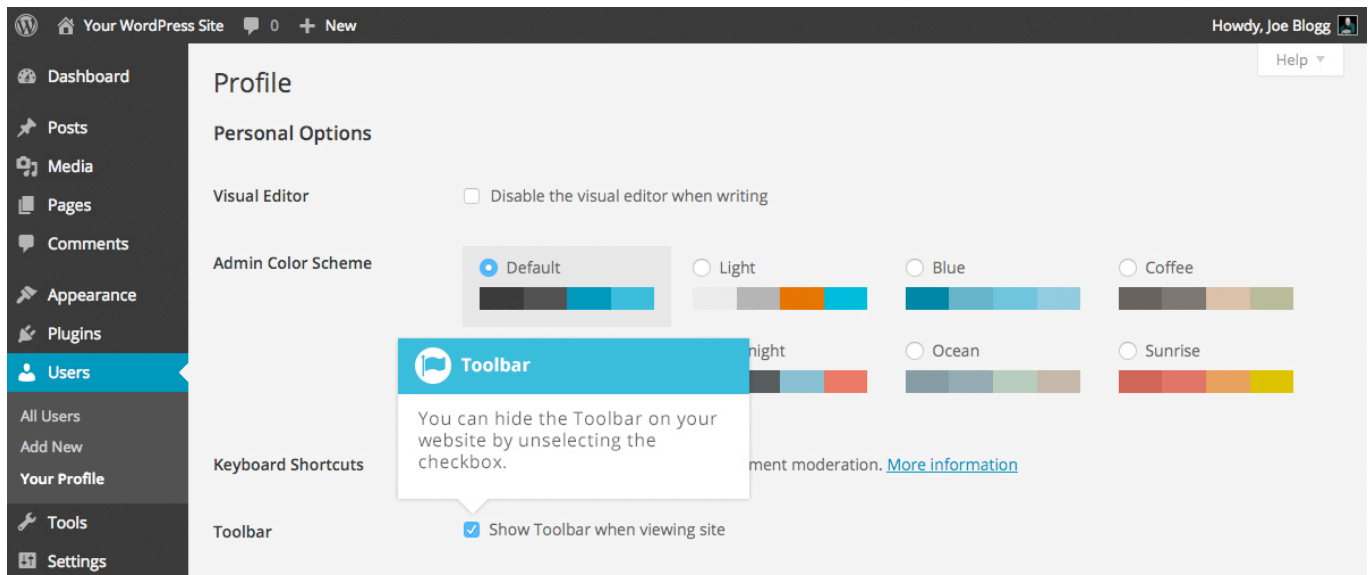 Your WordPress Site 0 + New Howdy, Joe Blogg
Help
Dashboard
Posts
Media
Pages
Comments
Appearance
Plugins
Users
All Users
Add New
Your Profile
Tools
Settings
Profile
Personal Options
Visual Editor Disable the visual editor when writing
Admin Color Scheme Default Light Blue Coffee
night Ocean Sunrise
Toolbar
You can hide the Toolbar on your
website by unselecting the
checkbox.
Keyboard Shortcuts ment moderation. More information
Toolbar Show Toolbar when viewing site